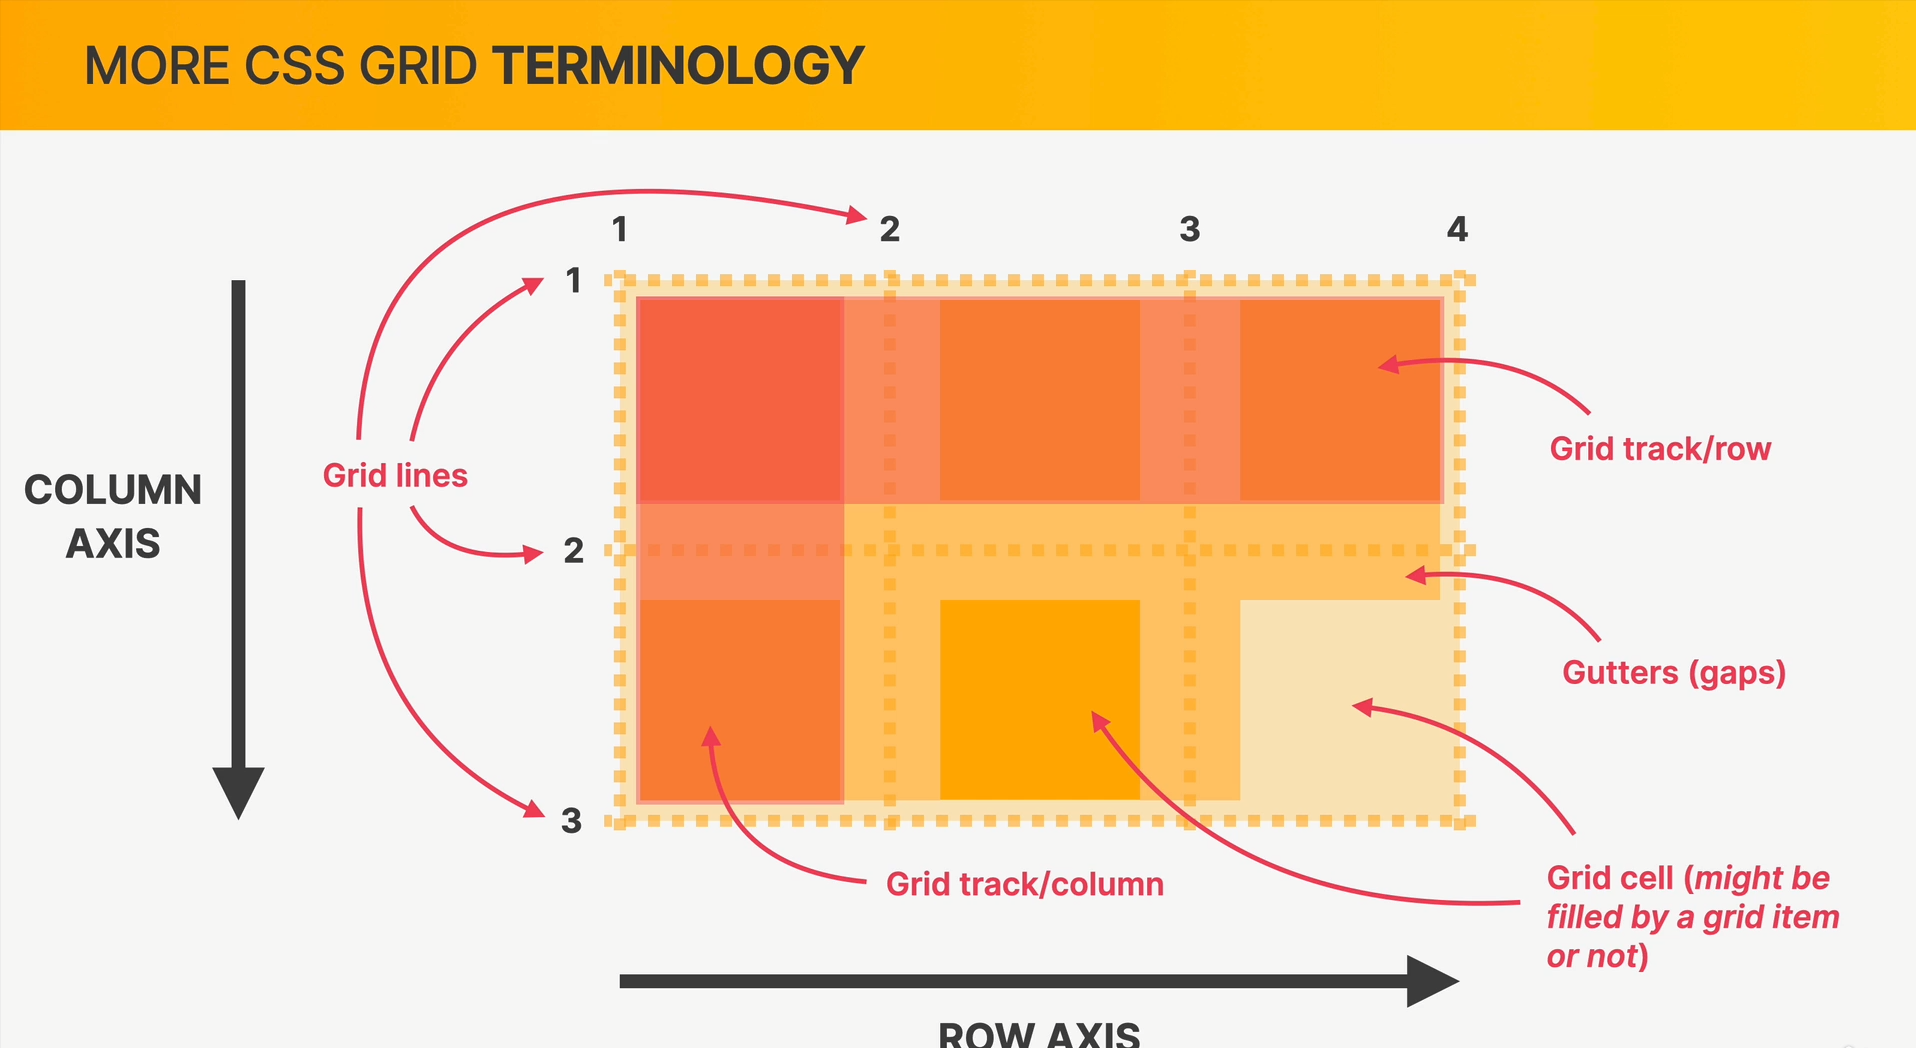 MORE CSS GRID TERMINOLOGY
1 2 3 4
1
Grid lines
COLUMN
AXIS
2
3
Grid track/row
Gutters (gaps)
Grid track/column
Grid cell (might be
filled by a grid item
or not)
ROW AXIS